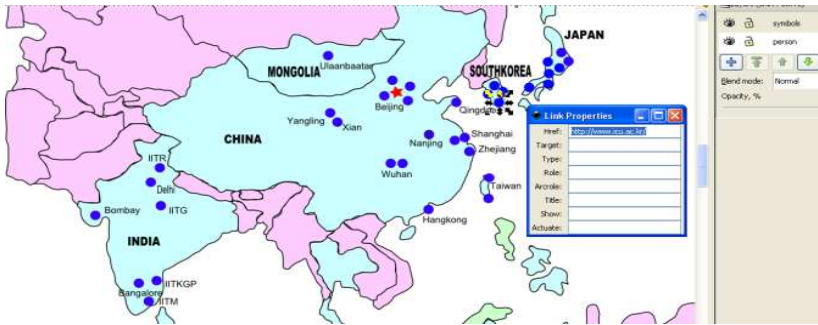 symbols
person
Blend mode: Normal
Opacity, %
JAPAN
SOUTHKOREA
MONGOLIA
Ulaanbaatar
Beijing
Qingdao
Yangling
Xian
CHINA
Nanjing
Shanghai
Zhejiang
Wuhan
Taiwan
Hangkong
IITR
Delhi
IITG
Bombay
INDIA
IITKGP
Bangalore
IITM
Link Properties
Href: http://www.icu.ac.kr/
Target:
Type:
Role:
Arcrole:
Title:
Show:
Actuate: